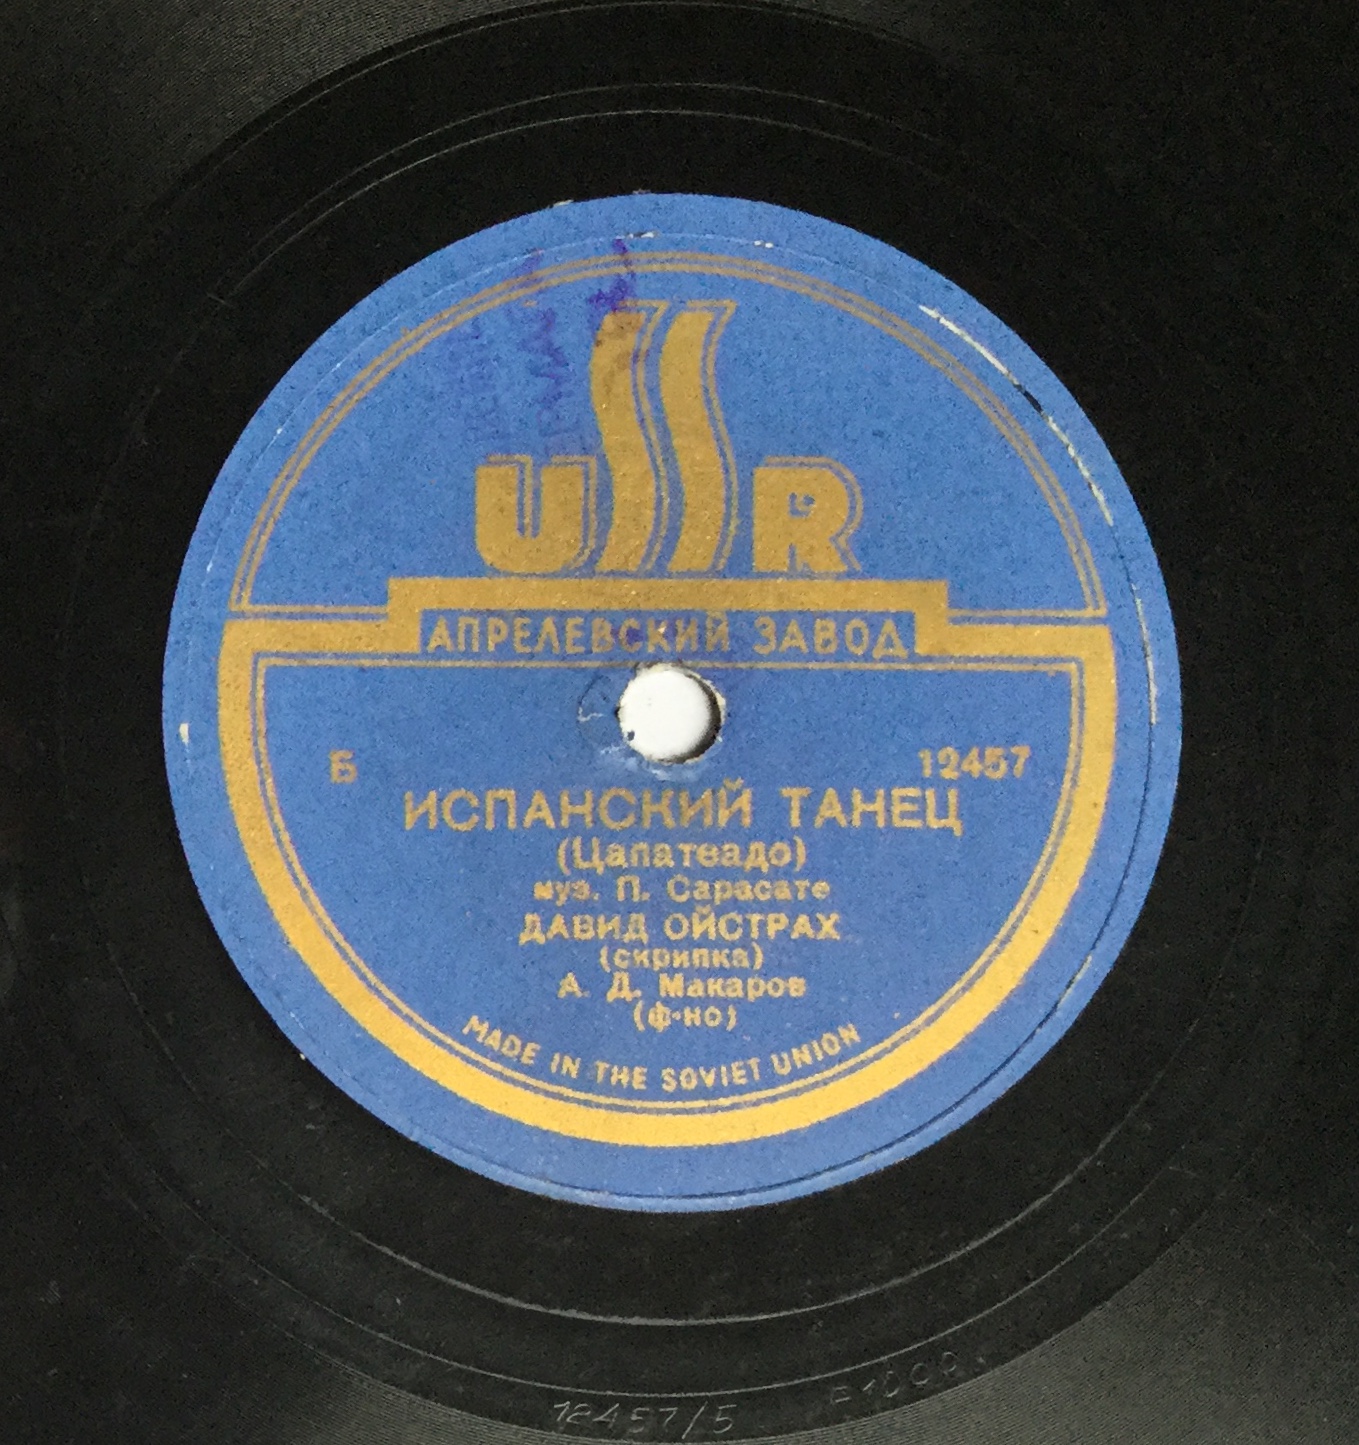 USSR
АПРЕЛЕВСКИЙ ЗАВОД
Б 12457
ИСПАНСКИЙ ТАНЕЦ
(Цапатеадо)
муз. П. Сарасате
ДАВИД ОЙСТРАХ
(скрипка)
А. Д. Макаров
(ф-но)
MADE IN THE SOVIET UNION
12457/5